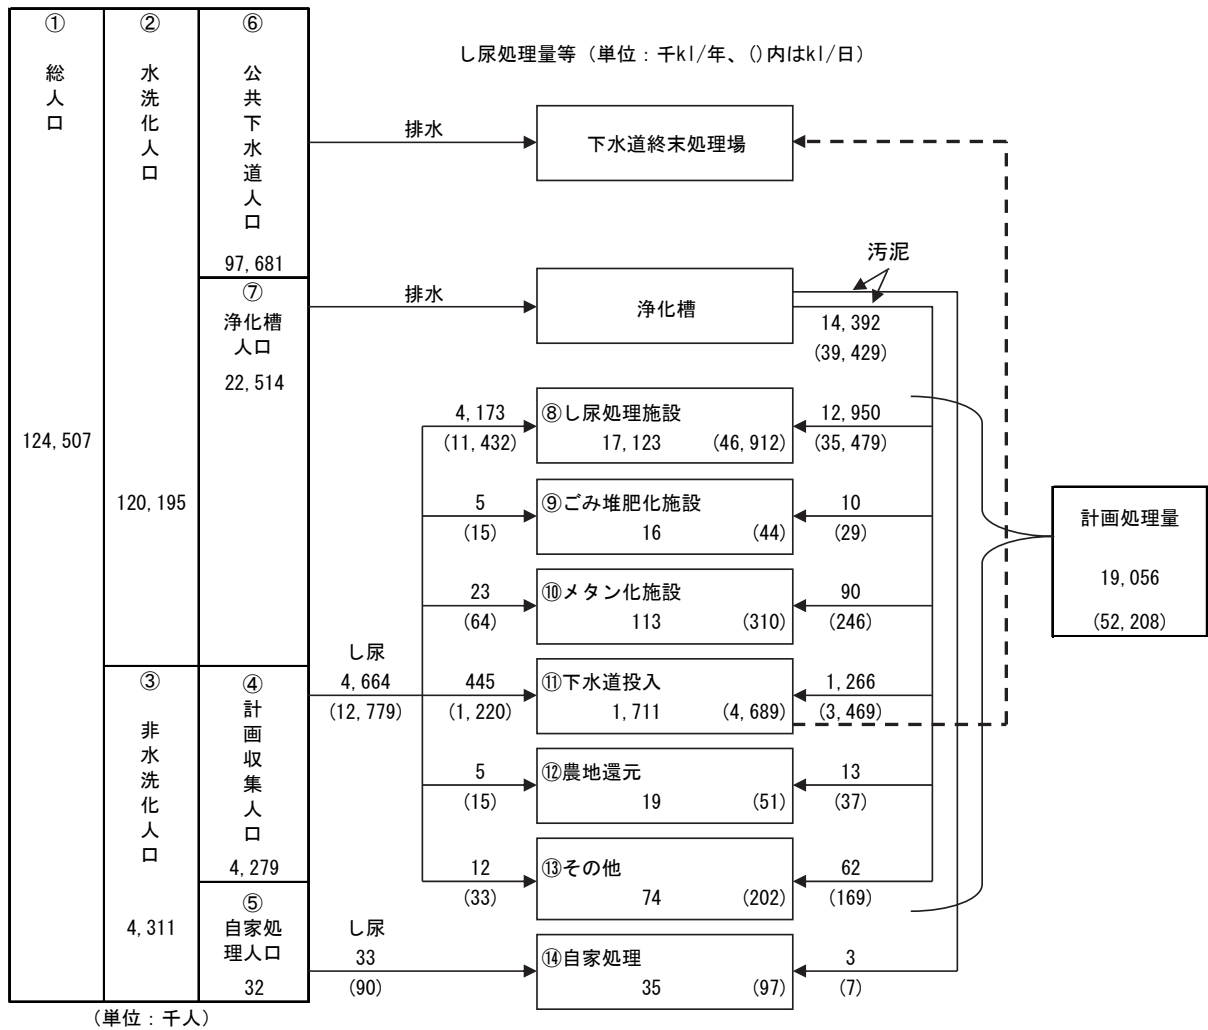 し尿処理量等（単位：千kl/年、()内はkl/日）
①
総人口
124,507
②
水洗化人口
120,195
③
非水洗化人口
4,311
⑥
公共下水道人口
97,681
⑦
浄化槽
人口
22,514
④
計画収集人口
4,279
⑤
自家処
理人口
32
（単位：千人）
排水
下水道終末処理場
排水
浄化槽
汚泥
14,392
(39,429)
し尿
4,664
(12,779)
4,173
(11,432)
⑧し尿処理施設
17,123 (46,912)
12,950
(35,479)
5
(15)
⑨ごみ堆肥化施設
16 (44)
10
(29)
23
(64)
⑩メタン化施設
113 (310)
90
(246)
445
(1,220)
⑪下水道投入
1,711 (4,689)
1,266
(3,469)
5
(15)
⑫農地還元
19 (51)
13
(37)
12
(33)
⑬その他
74 (202)
62
(169)
し尿
33
(90)
⑭自家処理
35 (97)
3
(7)
計画処理量
19,056
(52,208)